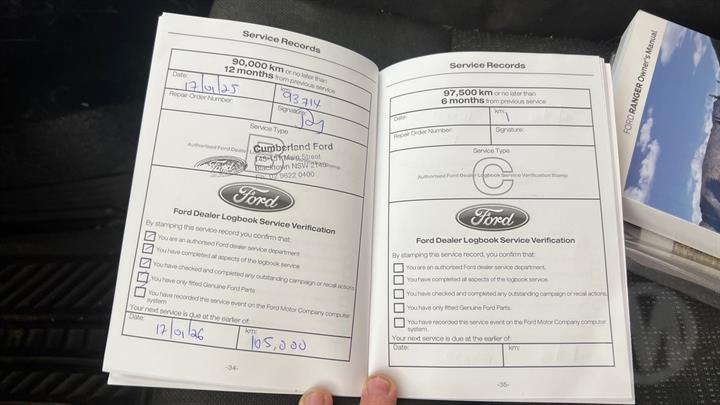 Service Records
90,000 km or no later than
12 months from previous service
Date:
17/01/25
km:
93714
Repair Order Number:
Signature:
Service Type
B
Authorised Ford Dealer
Cumberland Ford
Main Street
Blacktown NSW 2148
9622 0400
Ford
Ford Dealer Logbook Service Verification
By stamping this service record you confirm that:
You are an authorised Ford dealer service department.
You have completed all aspects of the logbook service.
You have checked and completed any outstanding campaign or recall actions.
You have only fitted Genuine Ford Parts.
You have recorded this service event on the Ford Motor Company computer
system.
Your next service is due at the earlier of:
Date:
17/01/26
km:
105,000
-34-
Service Records
97,500 km or no later than
6 months from previous service
Date:
km:
Repair Order Number:
Signature:
Service Type
C
Authorised Ford Dealer Logbook Service Verification Stamp
Ford
Ford Dealer Logbook Service Verification
By stamping this service record, you confirm that:
You are an authorised Ford dealer service department.
You have completed all aspects of the logbook service.
You have checked and completed any outstanding campaign or recall actions.
You have only fitted Genuine Ford Parts.
You have recorded this service event on the Ford Motor Company computer
system.
Your next service is due at the earlier of:
Date:
km:
-35-
FORD RANGER Owner's Manual